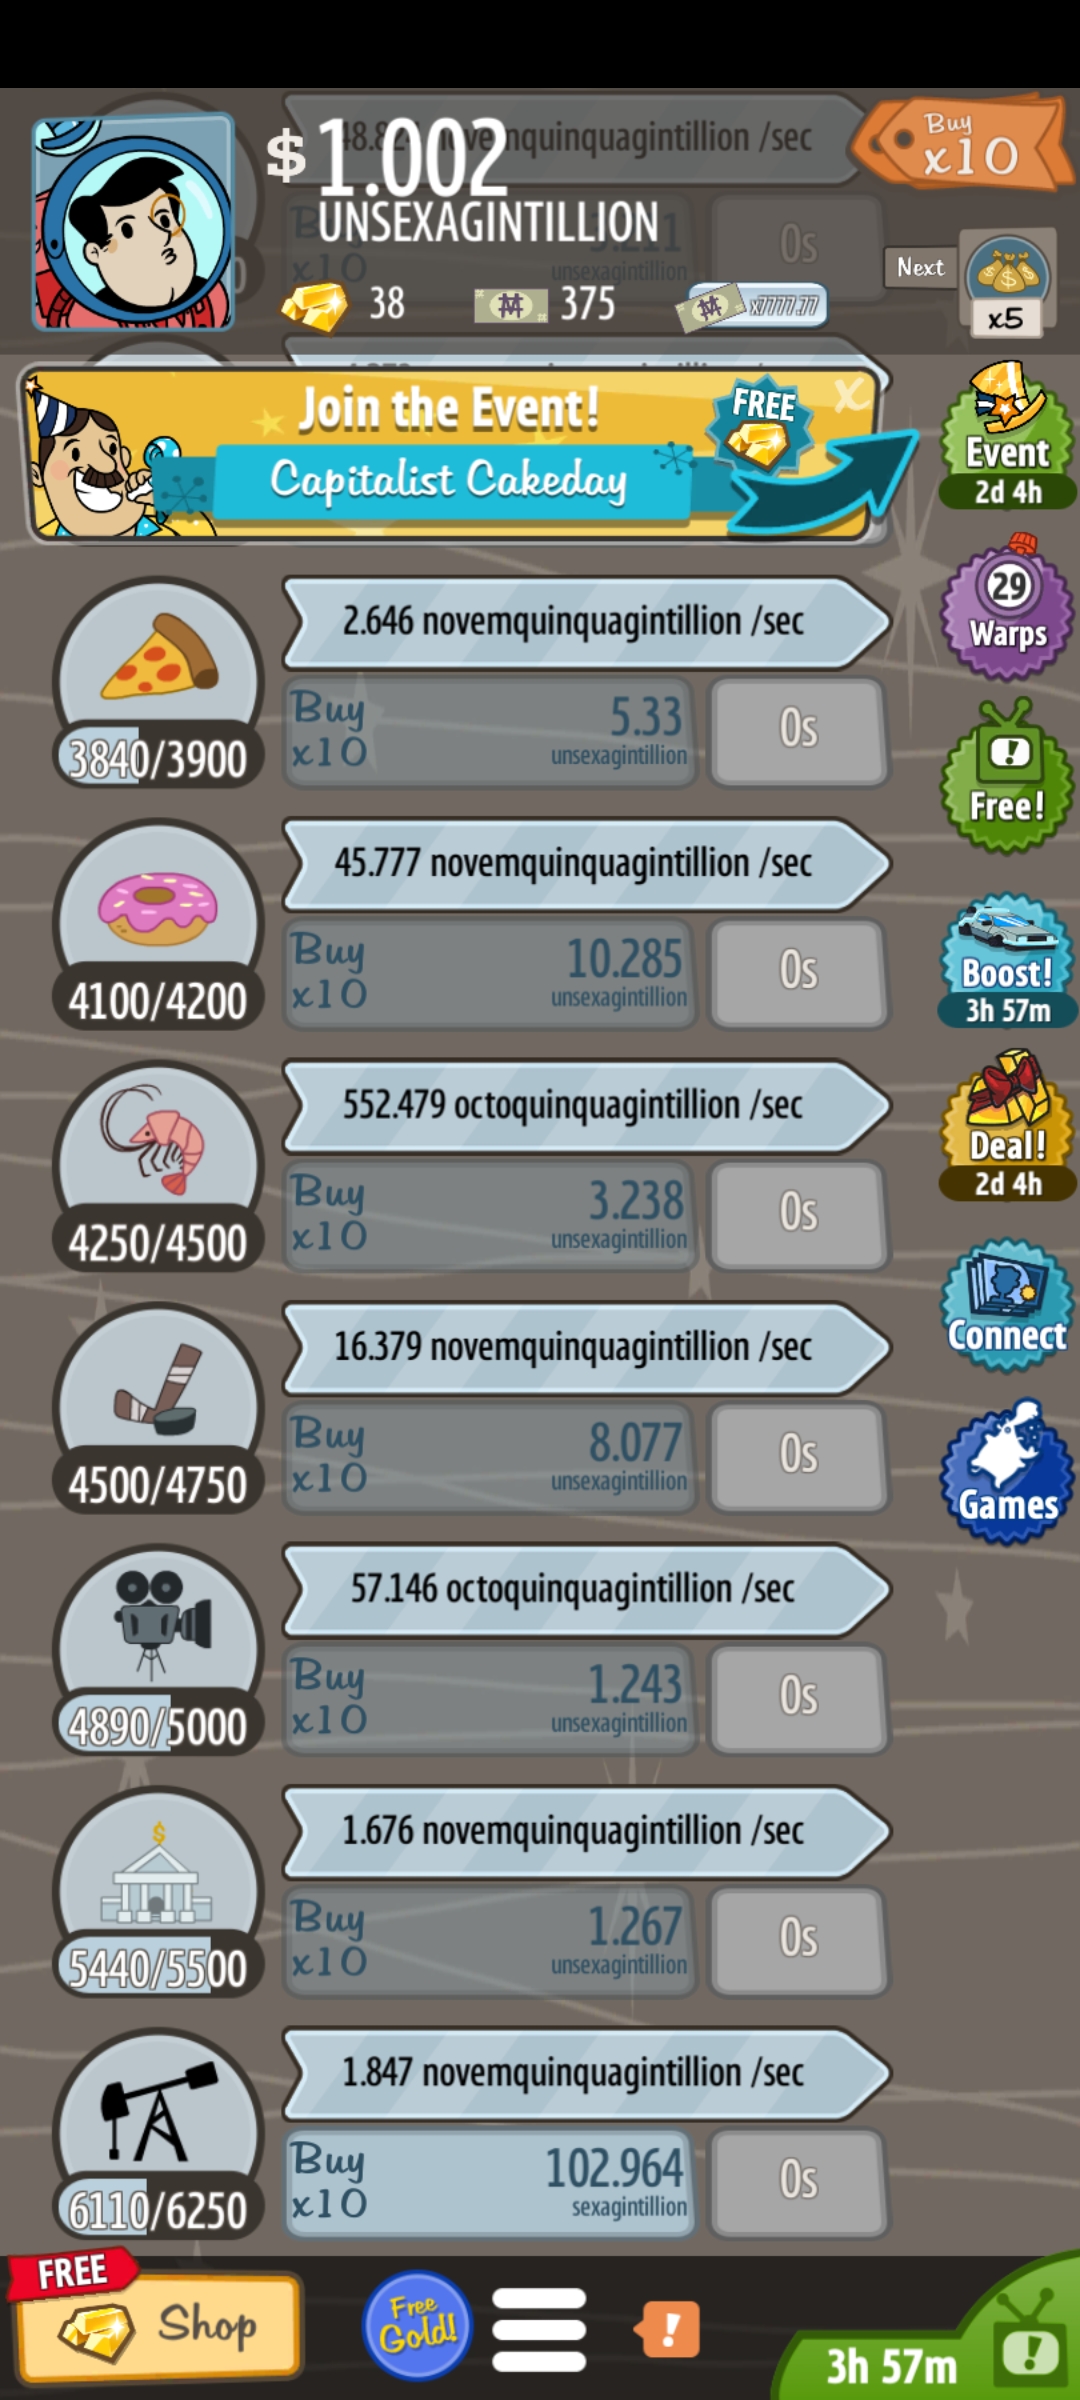 $ 1.002
UNSEXAGINTILLION
Buy
x10
38
375
x7777.77
Next
x5
novemquinquagintillion /sec
Buy
x10
unsexagintillion
0s
Join the Event!
Capitalist Cakeday
FREE
x
Event
2d 4h
2.646 novemquinquagintillion /sec
Buy
x10
5.33
unsexagintillion
0s
3840/3900
29
Warps
Free!
45.777 novemquinquagintillion /sec
Buy
x10
10.285
unsexagintillion
0s
4100/4200
Boost!
3h 57m
552.479 octoquinquagintillion /sec
Buy
x10
3.238
unsexagintillion
0s
4250/4500
Deal!
2d 4h
16.379 novemquinquagintillion /sec
Buy
x10
8.077
unsexagintillion
0s
4500/4750
Connect
Games
57.146 octoquinquagintillion /sec
Buy
x10
1.243
unsexagintillion
0s
4890/5000
$
1.676 novemquinquagintillion /sec
Buy
x10
1.267
unsexagintillion
0s
5440/5500
1.847 novemquinquagintillion /sec
Buy
x10
102.964
sexagintillion
0s
6110/6250
FREE
Shop
Free
Gold!
!
3h 57m
!